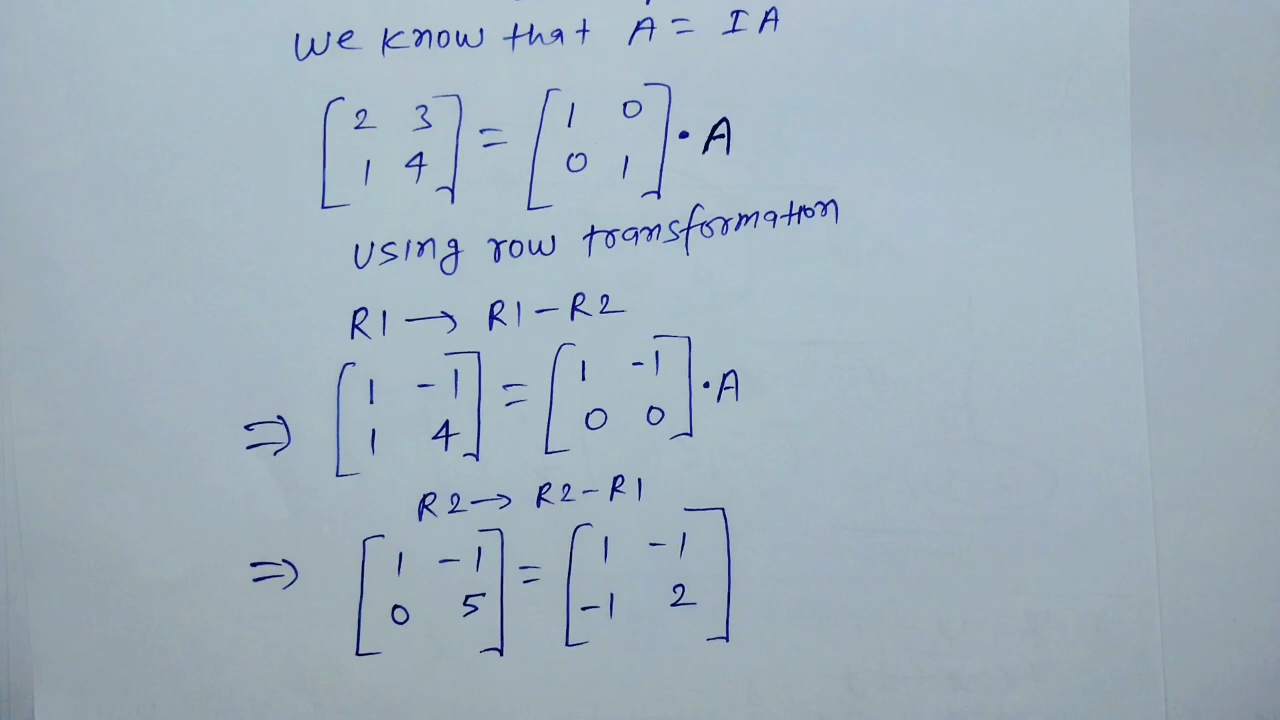 We know that A = IA
[2 3
1 4] = [1 0
0 1] . A
using row transformation
R1 → R1 - R2
⇒ [1 -1
1 4] = [1 -1
0 0] . A
R2 → R2 - R1
⇒ [1 -1
0 5] = [1 -1
-1 2]